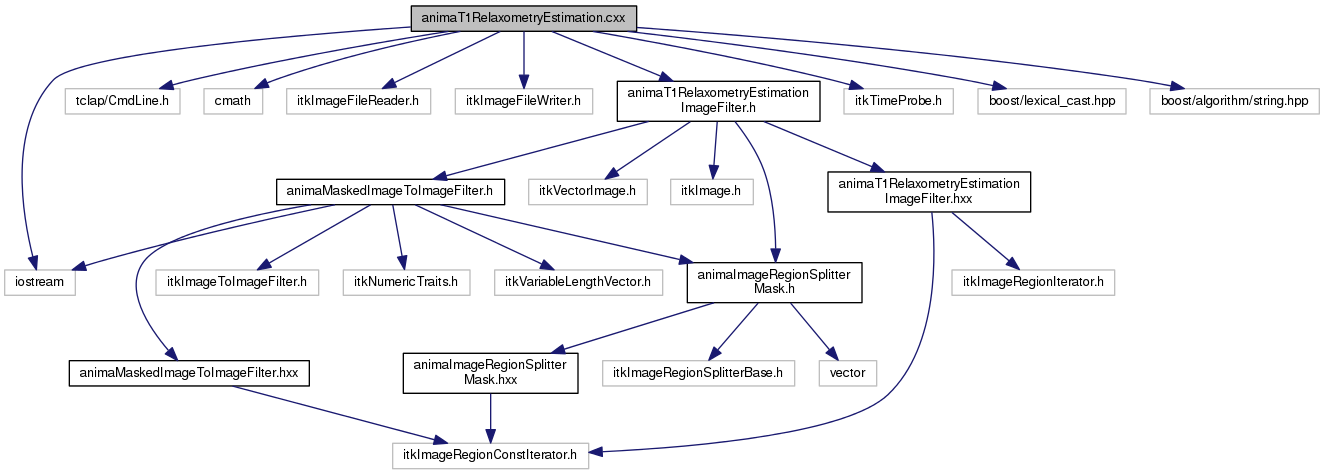 animaT1RelaxometryEstimation.cxx
tclap/CmdLine.h
cmath
itkImageFileReader.h
itkImageFileWriter.h
animaT1RelaxometryEstimation
ImageFilter.h
itkTimeProbe.h
boost/lexical_cast.hpp
boost/algorithm/string.hpp
animaMaskedImageToImageFilter.h
itkVectorImage.h
itkImage.h
animaT1RelaxometryEstimation
ImageFilter.hxx
iostream
itkImageToImageFilter.h
itkNumericTraits.h
itkVariableLengthVector.h
animaImageRegionSplitter
Mask.h
itkImageRegionIterator.h
animaMaskedImageToImageFilter.hxx
animaImageRegionSplitter
Mask.hxx
itkImageRegionSplitterBase.h
vector
itkImageRegionConstIterator.h